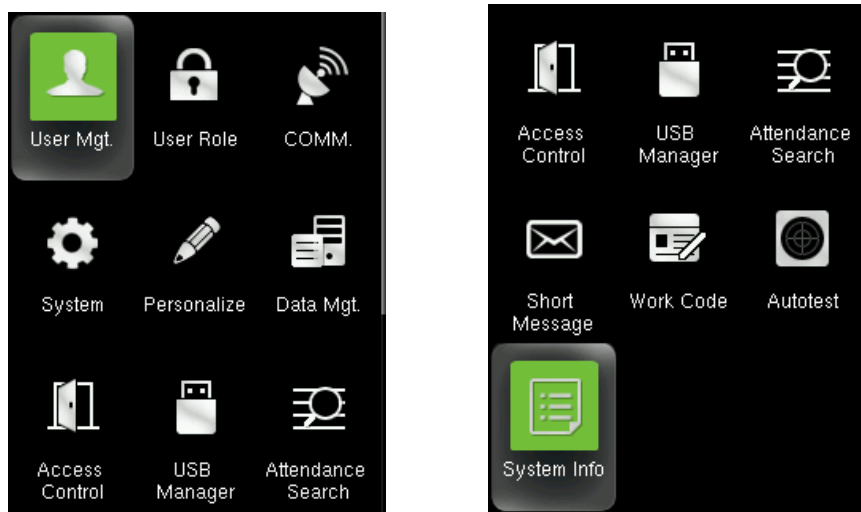 User Mgt.
User Role
COMM.
System
Personalize
Data Mgt.
Access
Control
USB
Manager
Attendance
Search
Access
Control
USB
Manager
Attendance
Search
Short
Message
Work Code
Autotest
System Info